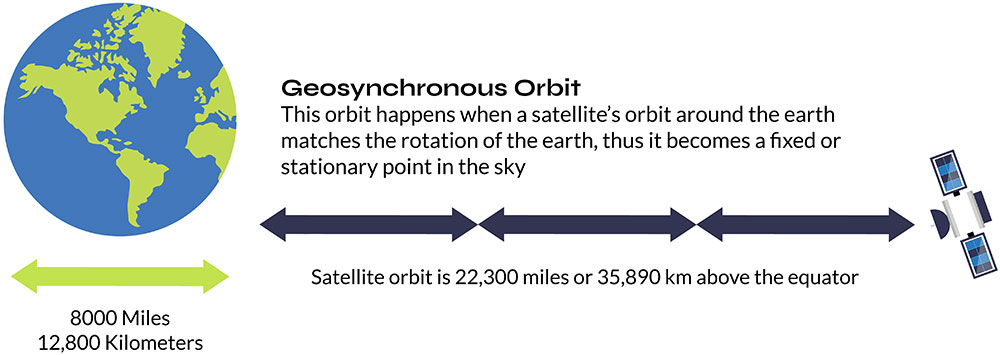 Geosynchronous Orbit
This orbit happens when a satellite’s orbit around the earth
matches the rotation of the earth, thus it becomes a fixed or
stationary point in the sky
Satellite orbit is 22,300 miles or 35,890 km above the equator
8000 Miles
12,800 Kilometers